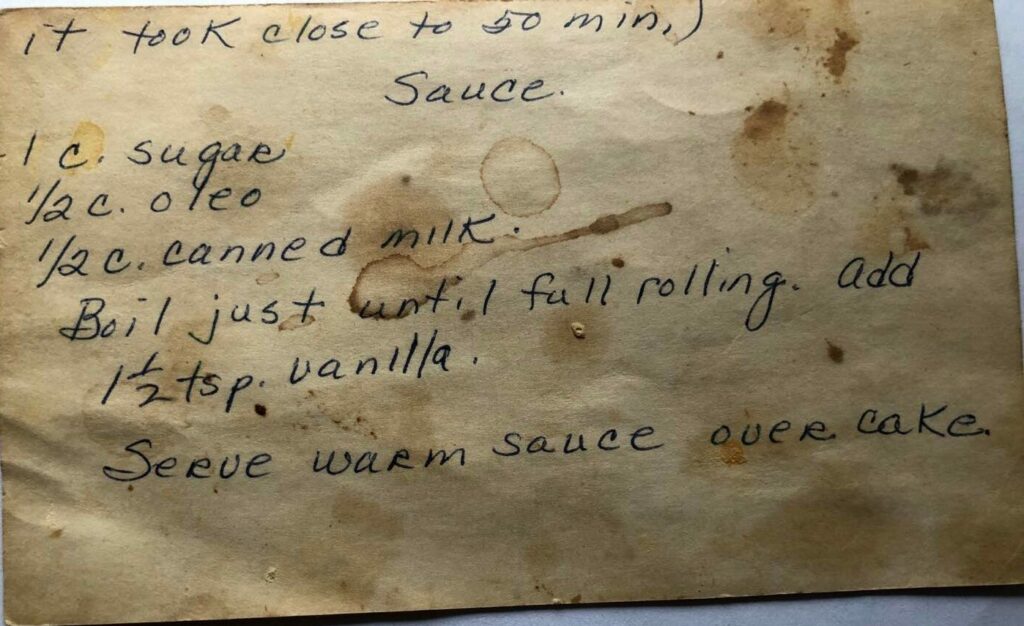 it took close to 50 min.)
Sauce.
1 c. sugar
1/2 c. oleo
1/2 c. canned milk.
Boil just until full rolling. add
1 1/2 tsp. vanilla.
Serve warm sauce over cake.